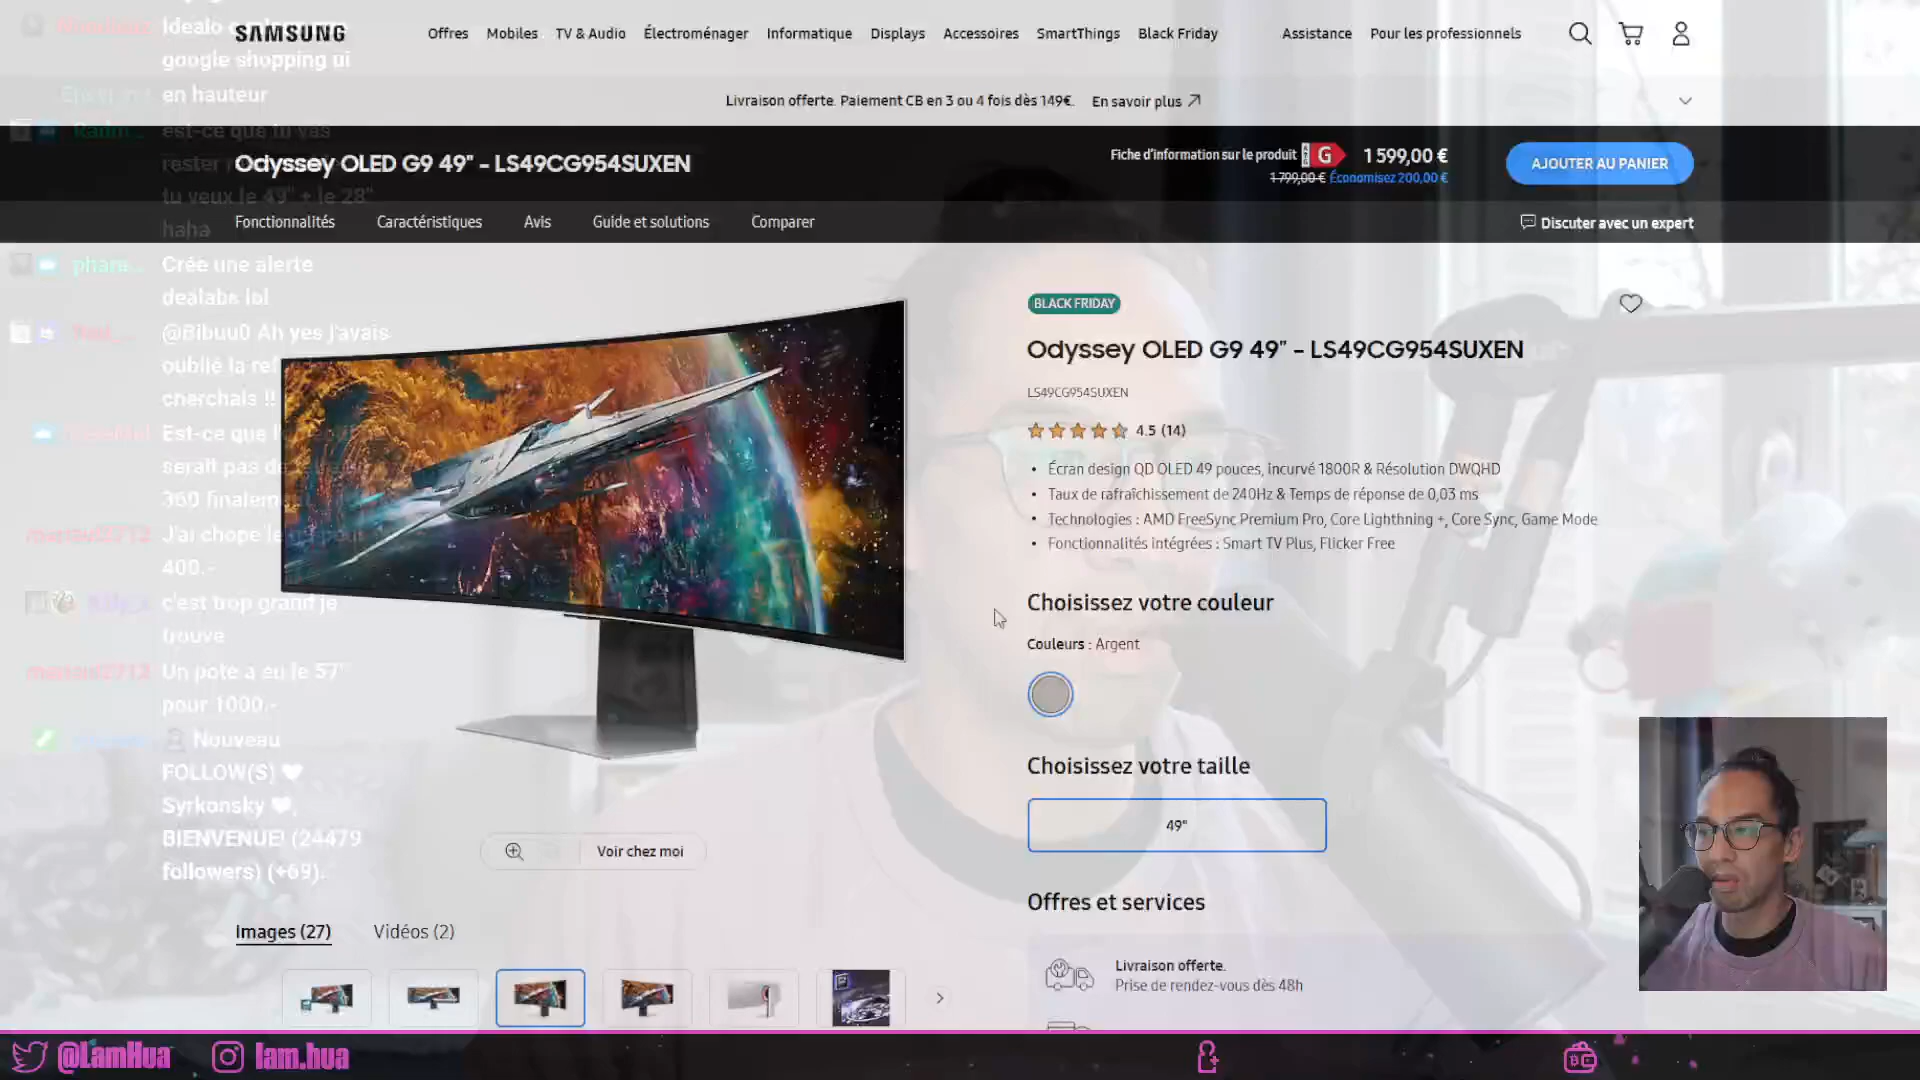 Idealo
google shopping ui
en hauteur
est-ce que tu vas
rester
tu veux le 49" + le 28"
haha
Crée une alerte
dealabs lol
@Bibuu0 Ah yes j'avais
oublié la ref
cherchais !!
Est-ce que l'
serait pas
360 finalem
J'ai chope le
400.-
c'est trop grand je
trouve
Un pote a eu le 57"
pour 1000.-
Nouveau
FOLLOW(S)
Syrkonsky
BIENVENUE! (24479
followers) (+69).
SAMSUNG
Offres Mobiles TV & Audio Électroménager Informatique Displays Accessoires SmartThings Black Friday Assistance Pour les professionnels
Livraison offerte. Paiement CB en 3 ou 4 fois dès 149€. En savoir plus
Odyssey OLED G9 49" - LS49CG954SUXEN
Fiche d'information sur le produit G 1 599,00 €
1 799,00 € Économisez 200,00 €
AJOUTER AU PANIER
Fonctionnalités Caractéristiques Avis Guide et solutions Comparer
Discuter avec un expert
BLACK FRIDAY
Odyssey OLED G9 49" - LS49CG954SUXEN
LS49CG954SUXEN
4.5 (14)
• Écran design QD OLED 49 pouces, incurvé 1800R & Résolution DWQHD
• Taux de rafraîchissement de 240Hz & Temps de réponse de 0,03 ms
• Technologies : AMD FreeSync Premium Pro, Core Lighthning +, Core Sync, Game Mode
• Fonctionnalités intégrées : Smart TV Plus, Flicker Free
Choisissez votre couleur
Couleurs : Argent
Choisissez votre taille
49"
Voir chez moi
Offres et services
Images (27) Vidéos (2)
Livraison offerte.
Prise de rendez-vous dès 48h
@LamHua lam.hua